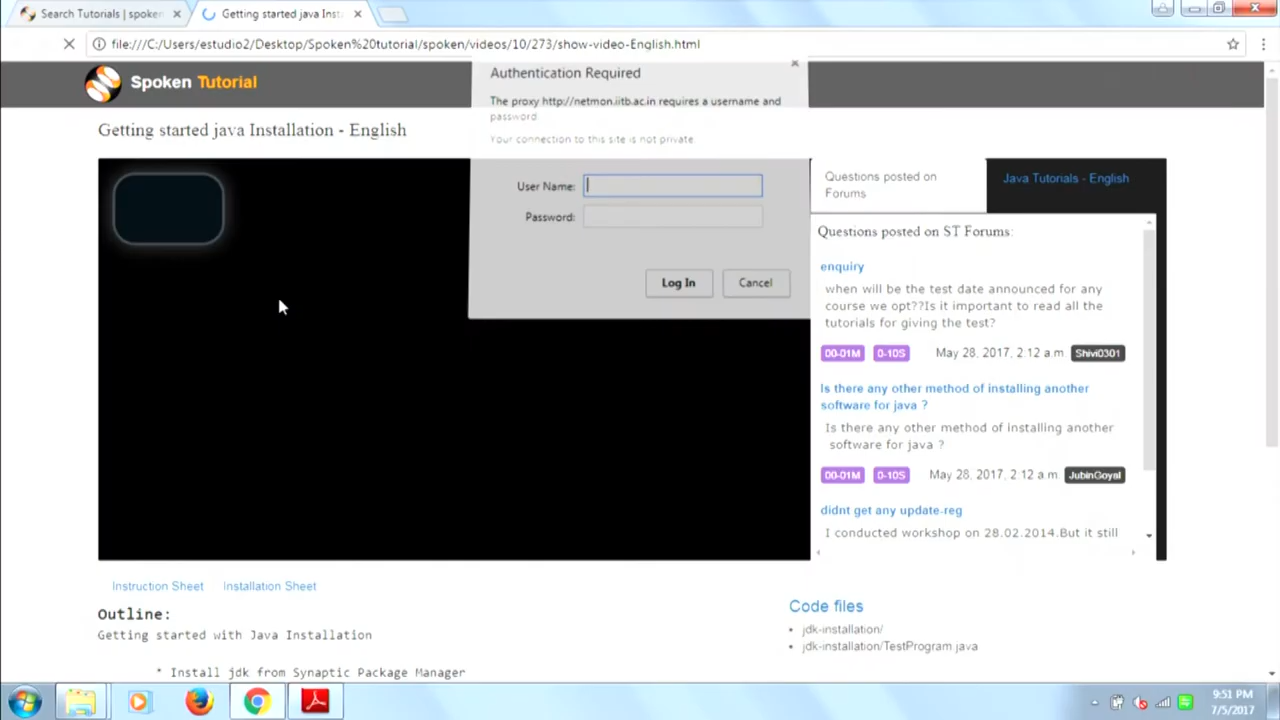 Search Tutorials | spoken
Getting started java Inst
file:///C:/Users/estudio2/Desktop/Spoken%20tutorial/spoken/videos/10/273/show-video-English.html
Spoken Tutorial
Getting started java Installation - English
Authentication Required
The proxy http://netmon.iitb.ac.in requires a username and
password.
Your connection to this site is not private.
User Name:
Password:
Log In
Cancel
Questions posted on
Forums
Java Tutorials - English
Questions posted on ST Forums:
enquiry
when will be the test date announced for any
course we opt??Is it important to read all the
tutorials for giving the test?
00-01M 0-10S May 28, 2017, 2:12 a.m. Shivi0301
Is there any other method of installing another
software for java ?
Is there any other method of installing another
software for java ?
00-01M 0-10S May 28, 2017, 2:12 a.m. JubinGoyal
didnt get any update-reg
I conducted workshop on 28.02.2014.But it still
Instruction Sheet Installation Sheet
Outline:
Getting started with Java Installation
* Install jdk from Synaptic Package Manager
Code files
• jdk-installation/
• jdk-installation/TestProgram.java
9:51 PM
7/5/2017